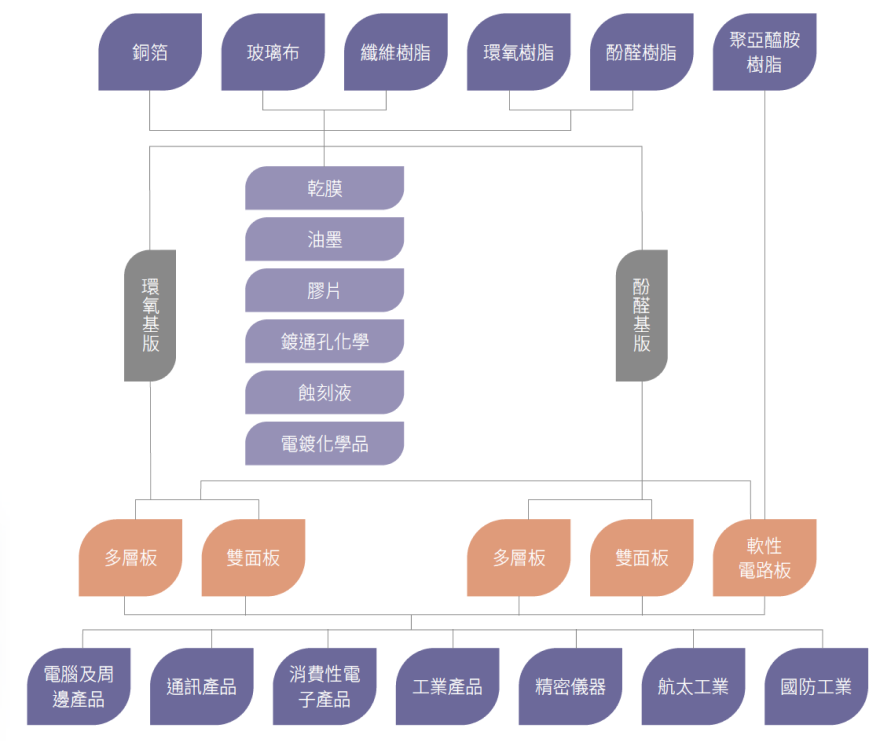 銅箔
玻璃布
纖維樹脂
環氧樹脂
酚醛樹脂
聚亞醯胺
樹脂
乾膜
油墨
膠片
鍍通孔化學
蝕刻液
電鍍化學品
環氧基版
酚醛基版
多層板
雙面板
多層板
雙面板
軟性
電路板
電腦及周
邊產品
通訊產品
消費性電
子產品
工業產品
精密儀器
航太工業
國防工業